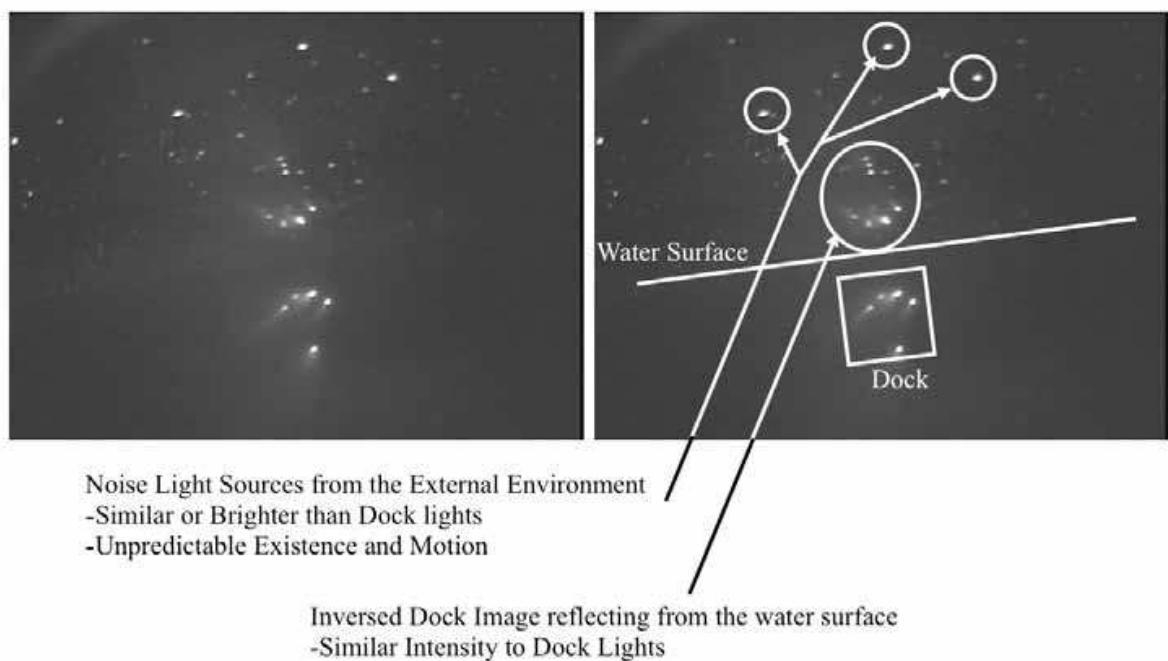 Water Surface
Dock
Noise Light Sources from the External Environment
-Similar or Brighter than Dock lights
-Unpredictable Existence and Motion
Inversed Dock Image reflecting from the water surface
-Similar Intensity to Dock Lights